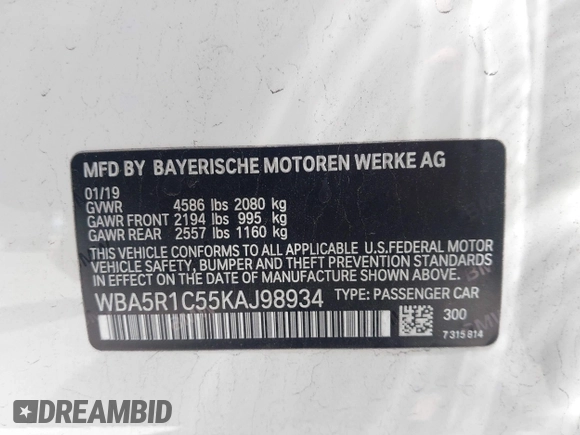 MFD BY BAYERISCHE MOTOREN WERKE AG
01/19
GVWR 4586 lbs 2080 kg
GAWR FRONT 2194 lbs 995 kg
GAWR REAR 2557 lbs 1160 kg
THIS VEHICLE CONFORMS TO ALL APPLICABLE U.S.FEDERAL MOTOR
VEHICLE SAFETY, BUMPER, AND THEFT PREVENTION STANDARDS
IN EFFECT ON THE DATE OF MANUFACTURE SHOWN ABOVE.
WBA5R1C55KAJ98934 TYPE: PASSENGER CAR
300
7315814
DREAMBID